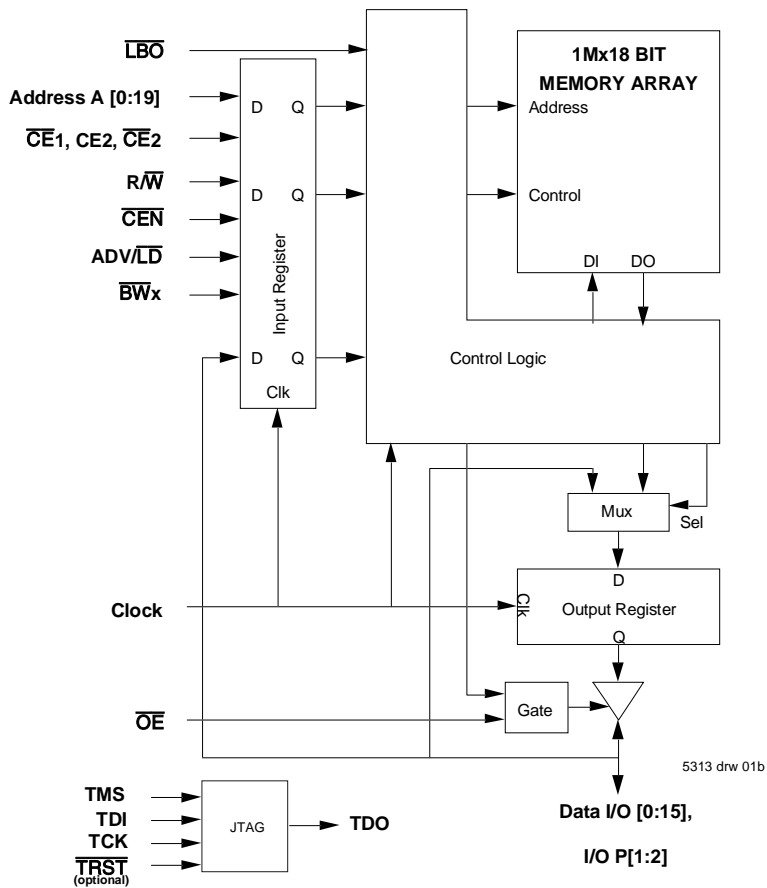 LBO
1Mx18 BIT
MEMORY ARRAY
Address A [0:19]
D Q
Address
CE1, CE2, CE2
R/W
D Q
Control
CEN
ADV/LD
Input Register
BWx
DI DO
D Q
Control Logic
Clk
Mux
Sel
D
Clock
Clk
Output Register
Q
OE
Gate
5313 drw 01b
TMS
TDI
JTAG
TDO
TCK
TRST
(optional)
Data I/O [0:15],
I/O P[1:2]